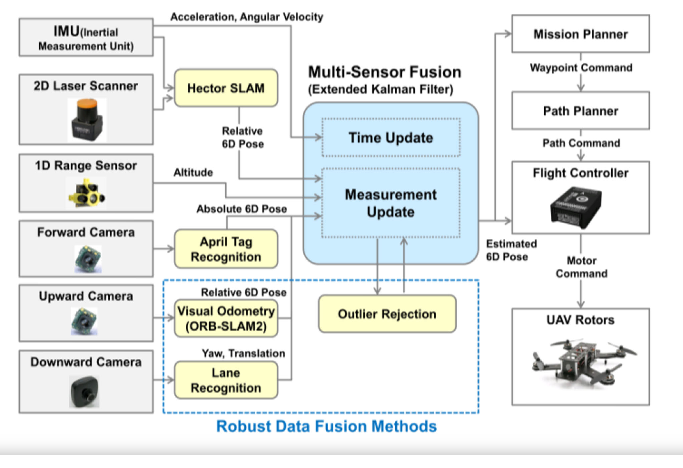 IMU(Inertial
Measurement Unit)
Acceleration, Angular Velocity
2D Laser Scanner
Hector SLAM
Relative
6D Pose
1D Range Sensor
Altitude
Absolute 6D Pose
Forward Camera
April Tag
Recognition
Upward Camera
Relative 6D Pose
Visual Odometry
(ORB-SLAM2)
Downward Camera
Yaw, Translation
Lane
Recognition
Multi-Sensor Fusion
(Extended Kalman Filter)
Time Update
Measurement
Update
Outlier Rejection
Robust Data Fusion Methods
Estimated
6D Pose
Mission Planner
Waypoint Command
Path Planner
Path Command
Flight Controller
Motor
Command
UAV Rotors